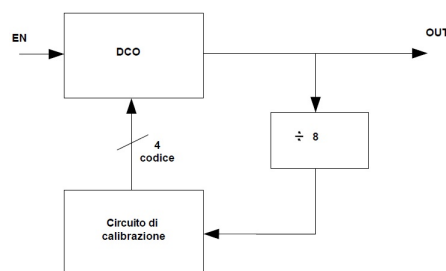 EN
DCO
OUT
÷ 8
4
codice
Circuito di
calibrazione